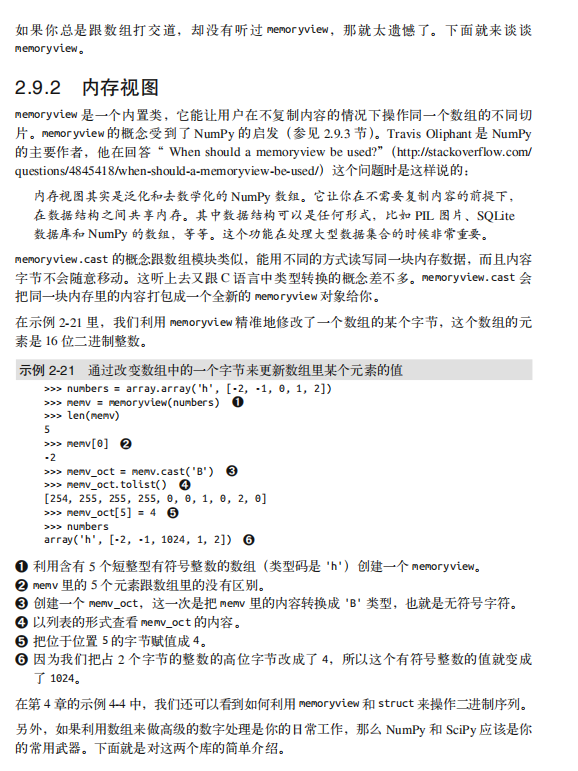 如果你总是跟数组打交道，却没有听过 memoryview，那就太遗憾了。下面就来谈谈
memoryview。
2.9.2 内存视图
memoryview 是一个内置类，它能让用户在不复制内容的情况下操作同一个数组的不同切
片。memoryview 的概念受到了 NumPy 的启发（参见 2.9.3 节）。Travis Oliphant 是 NumPy
的主要作者，他在回答“ When should a memoryview be used?”（http://stackoverflow.com/
questions/4845418/when-should-a-memoryview-be-used/）这个问题时是这样说的：
内存视图其实是泛化和去数学化的 NumPy 数组。它让你在不需要复制内容的前提下，
在数据结构之间共享内存。其中数据结构可以是任何形式，比如 PIL 图片、SQLite
数据库和 NumPy 的数组，等等。这个功能在处理大型数据集合的时候非常重要。
memoryview.cast 的概念跟数组模块类似，能用不同的方式读写同一块内存数据，而且内容
字节不会随意移动。这听上去又跟 C 语言中类型转换的概念差不多。memoryview.cast 会
把同一块内存里的内容打包成一个全新的 memoryview 对象给你。
在示例 2-21 里，我们利用 memoryview 精准地修改了一个数组的某个字节，这个数组的元
素是 16 位二进制整数。
示例 2-21 通过改变数组中的一个字节来更新数组里某个元素的值
>>> numbers = array.array('h', [-2, -1, 0, 1, 2])
>>> memv = memoryview(numbers) ❶
>>> len(memv)
5
>>> memv[0] ❷
-2
>>> memv_oct = memv.cast('B') ❸
>>> memv_oct.tolist() ❹
[254, 255, 255, 255, 0, 0, 1, 0, 2, 0]
>>> memv_oct[5] = 4 ❺
>>> numbers
array('h', [-2, -1, 1024, 1, 2]) ❻
❶ 利用含有 5 个短整型有符号整数的数组（类型码是 'h'）创建一个 memoryview。
❷ memv 里的 5 个元素跟数组里的没有区别。
❸ 创建一个 memv_oct，这一次是把 memv 里的内容转换成 'B' 类型，也就是无符号字符。
❹ 以列表的形式查看 memv_oct 的内容。
❺ 把位于位置 5 的字节赋值成 4。
❻ 因为我们把占 2 个字节的整数的高位字节改成了 4，所以这个有符号整数的值就变成
了 1024。
在第 4 章的示例 4-4 中，我们还可以看到如何利用 memoryview 和 struct 来操作二进制序列。
另外，如果利用数组来做高级的数字处理是你的日常工作，那么 NumPy 和 SciPy 应该是你
的常用武器。下面就是对这两个库的简单介绍。